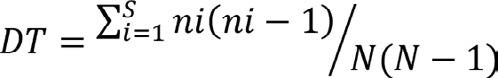 DT = ∑_{i=1}^{S} ni(ni − 1) / N(N − 1)